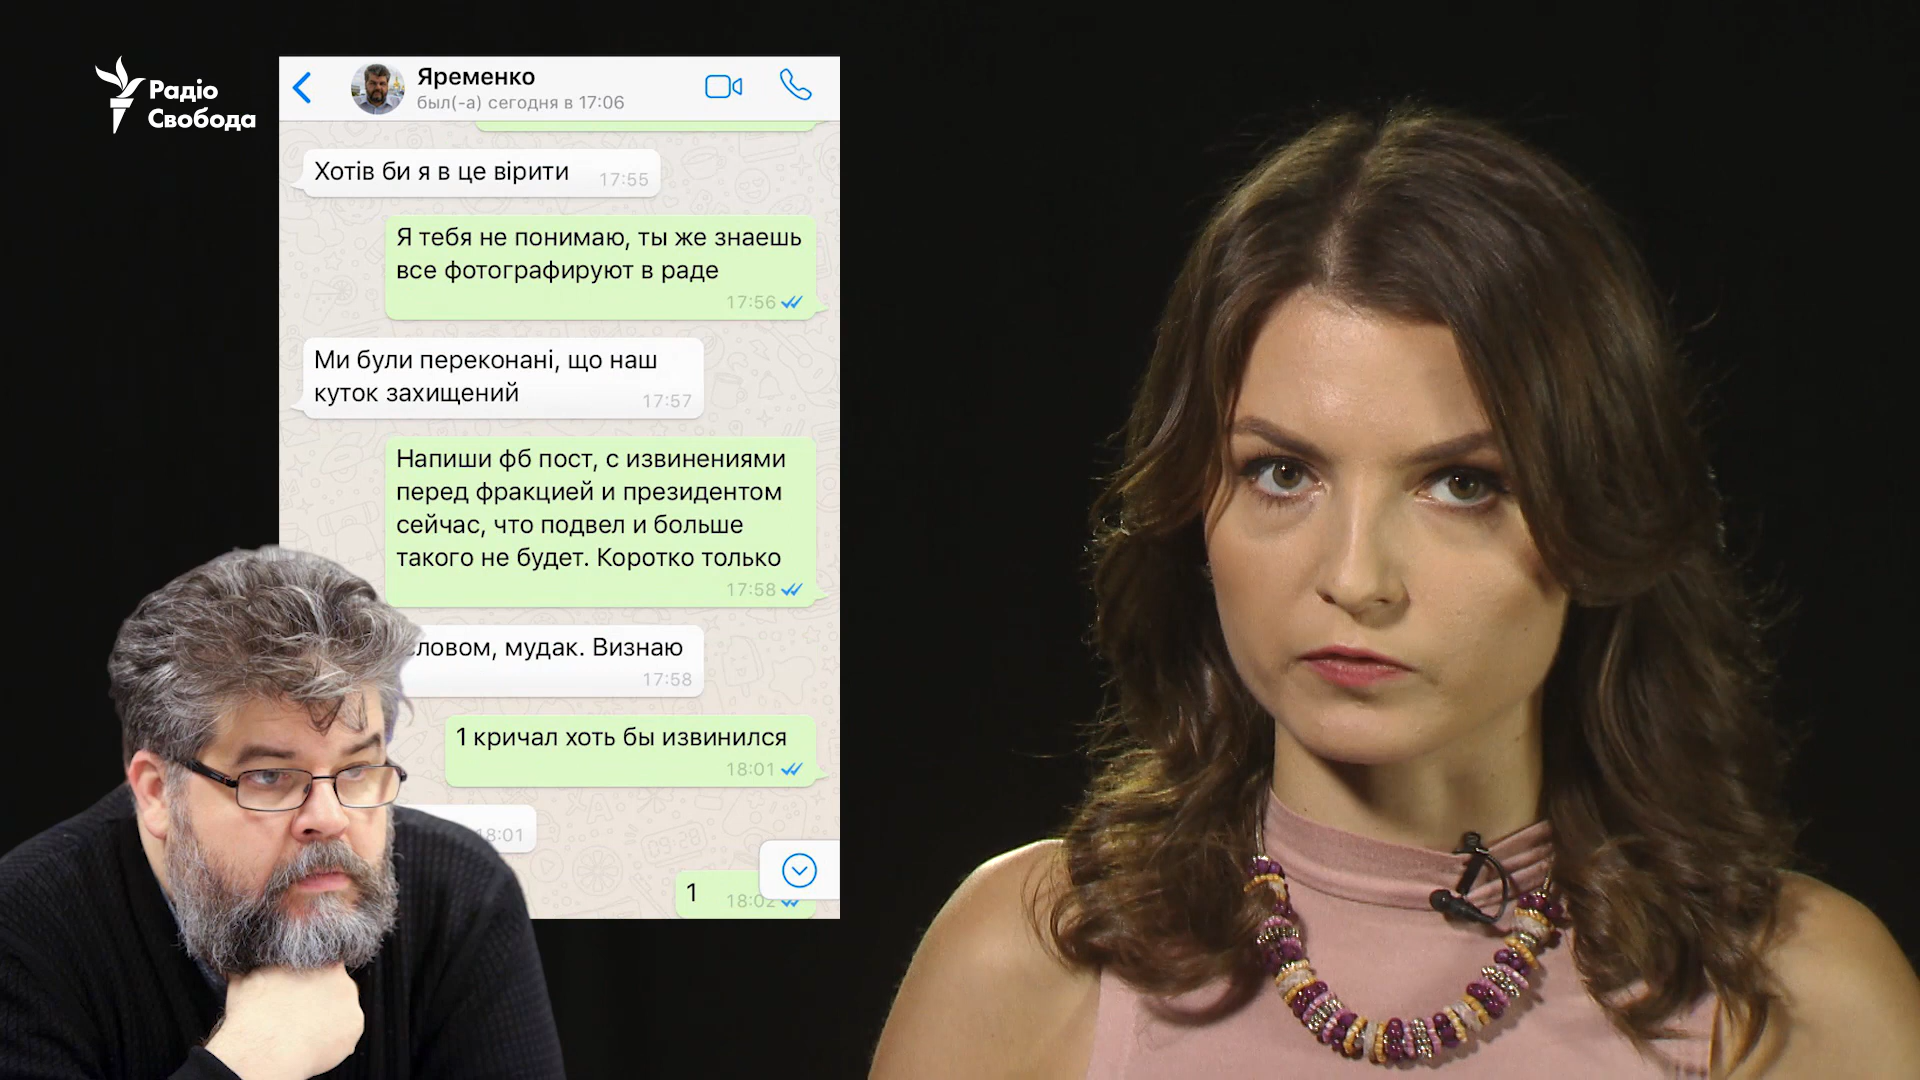 Радіо
Свобода
Яременко
был(-а) сегодня в 17:06
Хотів би я в це вірити
17:55
Я тебя не понимаю, ты же знаешь
все фотографируют в раде
17:56
Ми були переконані, що наш
куток захищений
17:57
Напиши фб пост, с извинениями
перед фракцией и президентом
сейчас, что подвел и больше
такого не будет. Коротко только
17:58
мудак. Визнаю
17:58
1 кричал хоть бы извинился
18:01
18:01
1
18:02